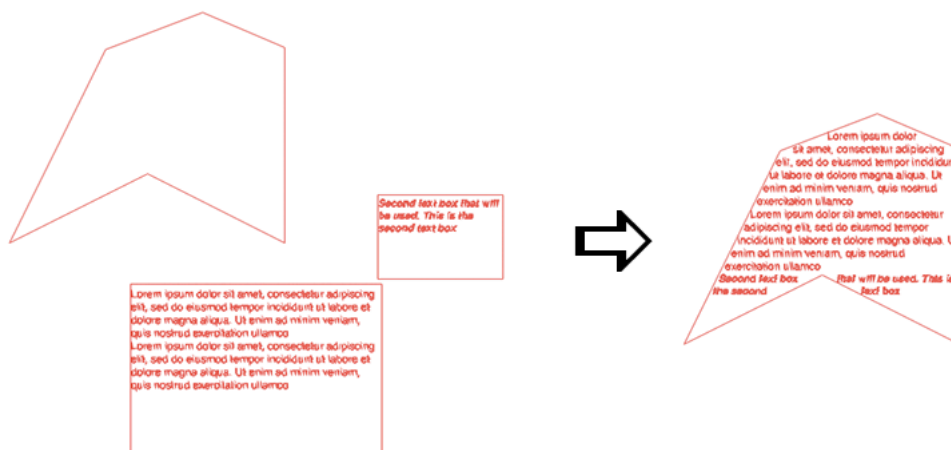 Second text box that will
be used. This is the
second text box
Lorem ipsum dolor sit amet, consectetur adipiscing
elit, sed do eiusmod tempor incididunt ut labore et
dolore magna aliqua. Ut enim ad minim veniam,
quis nostrud exercitation ullamco
Lorem ipsum dolor sit amet, consectetur adipiscing
elit, sed do eiusmod tempor incididunt ut labore et
dolore magna aliqua. Ut enim ad minim veniam,
quis nostrud exercitation ullamco
Lorem ipsum dolor
sit amet, consectetur adipiscing
elit, sed do eiusmod tempor incididun
ut labore et dolore magna aliqua. Ut
enim ad minim veniam, quis nostrud
exercitation ullamco
Lorem ipsum dolor sit amet, consectetur
adipiscing elit, sed do eiusmod tempor
incididunt ut labore et dolore magna aliqua. U
enim ad minim veniam, quis nostrud
exercitation ullamco
Second text box that will be used. This i
the second text box